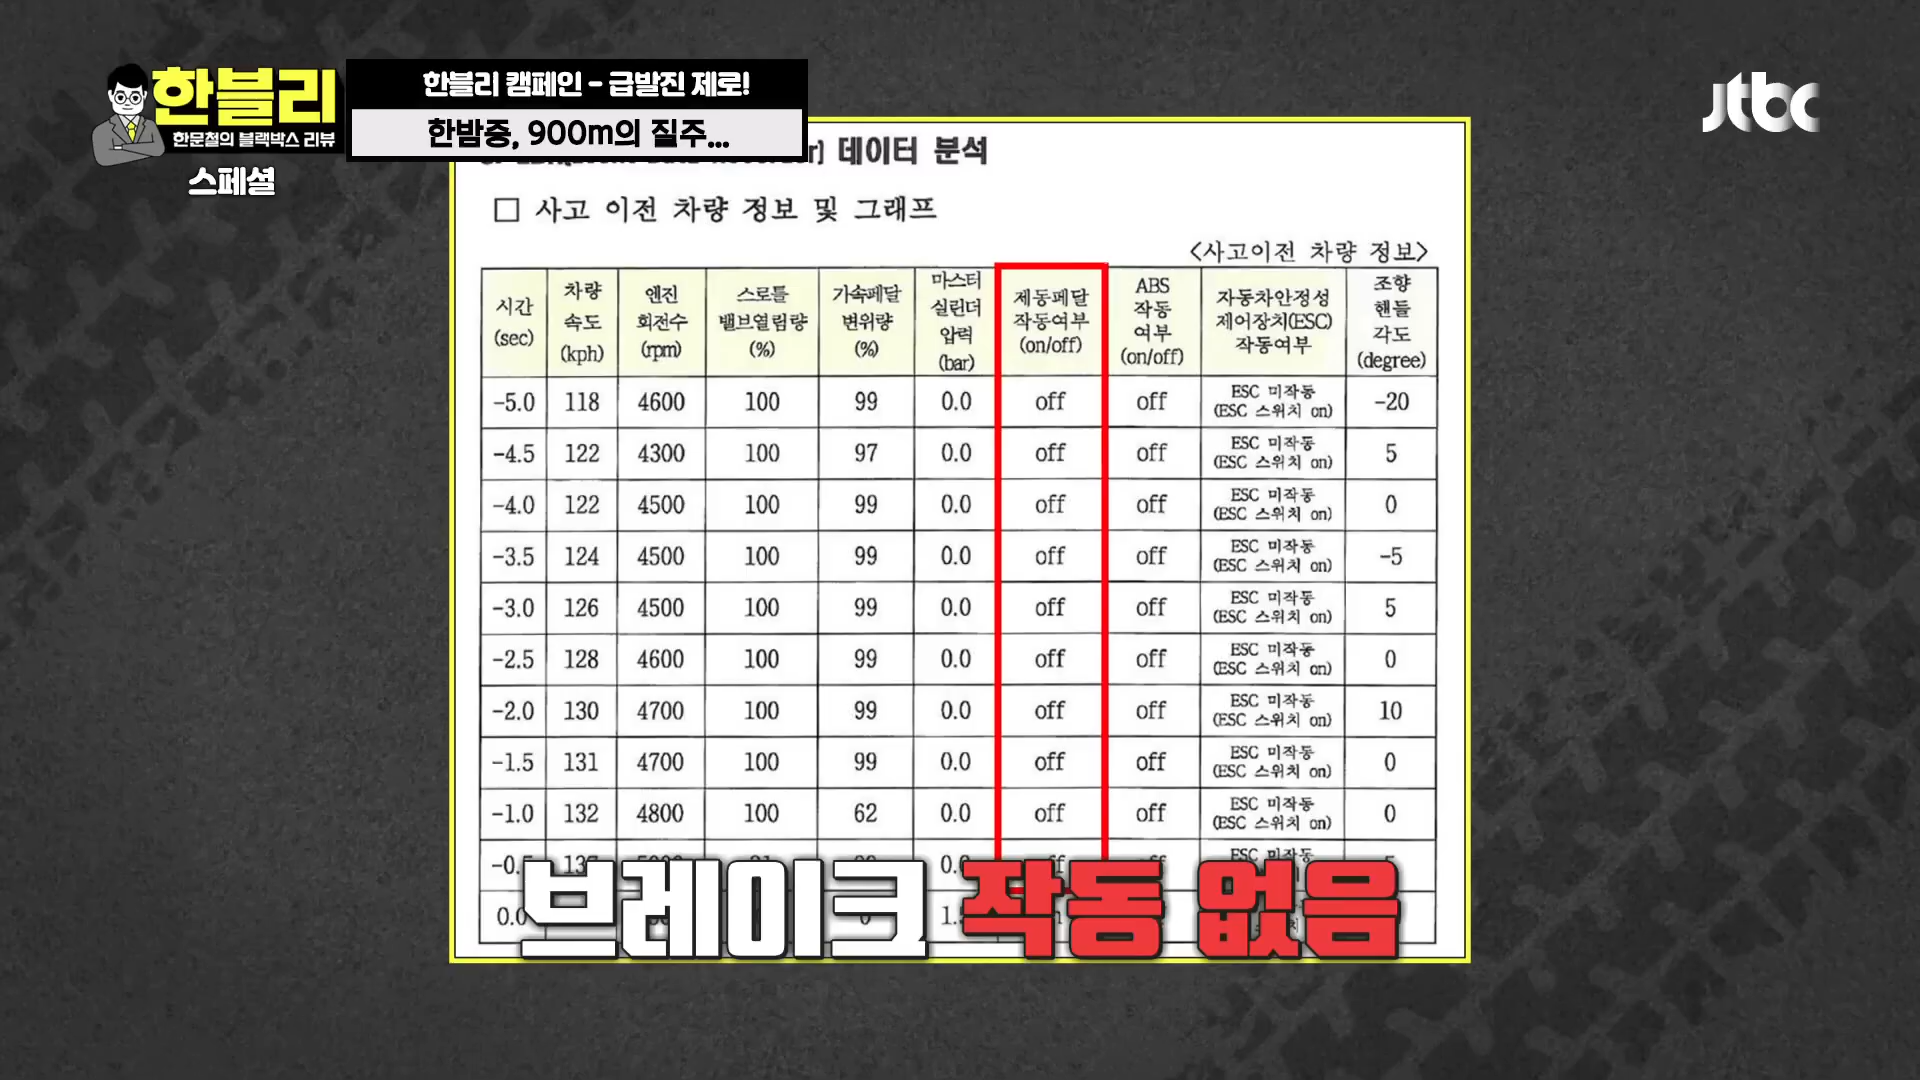 한블리
한문철의 블랙박스 리뷰
스페셜
한블리 캠페인 - 급발진 제로!
한밤중, 900m의 질주...
jtbc
데이터 분석
□ 사고 이전 차량 정보 및 그래프
<사고이전 차량 정보>
시간 (sec) 차량 속도 (kph) 엔진 회전수 (rpm) 스로틀 밸브열림량 (%) 가속페달 변위량 (%) 마스터 실린더 압력 (bar) 제동페달 작동여부 (on/off) ABS 작동 여부 (on/off) 자동차안정성 제어장치(ESC) 작동여부 조향 핸들 각도 (degree)
-5.0 118 4600 100 99 0.0 off off ESC 미작동 (ESC 스위치 on) -20
-4.5 122 4300 100 97 0.0 off off ESC 미작동 (ESC 스위치 on) 5
-4.0 122 4500 100 99 0.0 off off ESC 미작동 (ESC 스위치 on) 0
-3.5 124 4500 100 99 0.0 off off ESC 미작동 (ESC 스위치 on) -5
-3.0 126 4500 100 99 0.0 off off ESC 미작동 (ESC 스위치 on) 5
-2.5 128 4600 100 99 0.0 off off ESC 미작동 (ESC 스위치 on) 0
-2.0 130 4700 100 99 0.0 off off ESC 미작동 (ESC 스위치 on) 10
-1.5 131 4700 100 99 0.0 off off ESC 미작동 (ESC 스위치 on) 0
-1.0 132 4800 100 62 0.0 off off ESC 미작동 (ESC 스위치 on) 0
ESC 미작동
브레이크 작동 없음